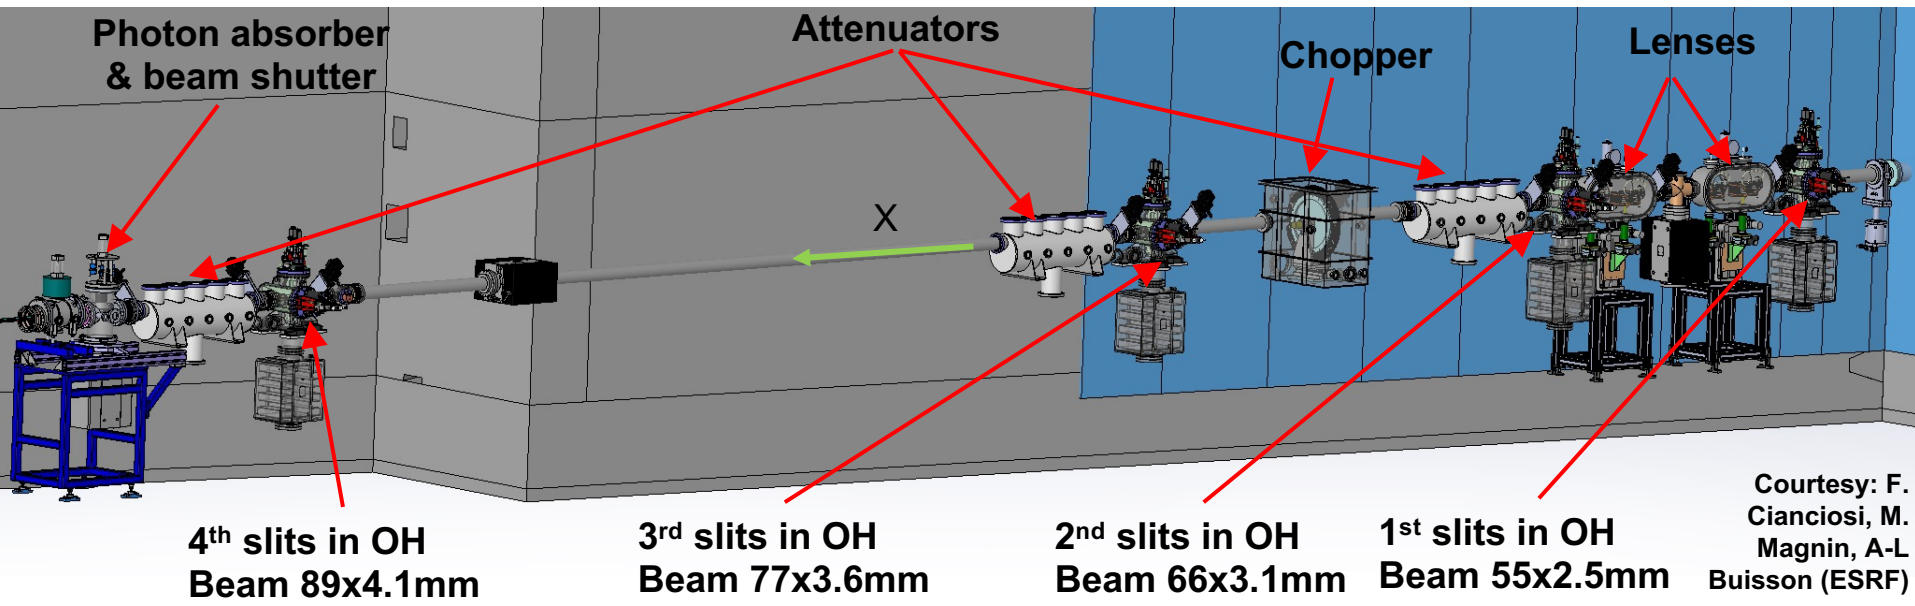 Photon absorber
& beam shutter
Attenuators
Chopper
Lenses
X
4th slits in OH
Beam 89x4.1mm
3rd slits in OH
Beam 77x3.6mm
2nd slits in OH
Beam 66x3.1mm
1st slits in OH
Beam 55x2.5mm
Courtesy: F.
Cianciosi, M.
Magnin, A-L
Buisson (ESRF)